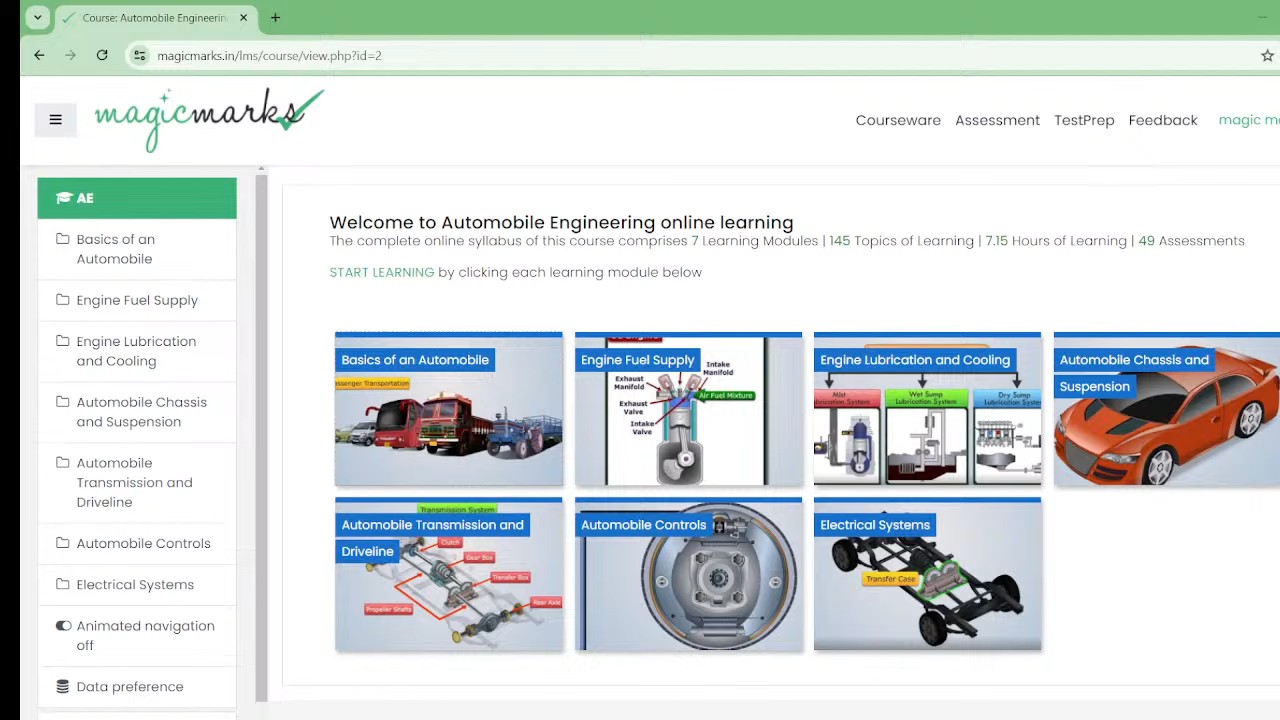 Course: Automobile Engineerin
magicmarks.in/lms/course/view.php?id=2
magicmarks
Courseware Assessment TestPrep Feedback magic m
AE
Basics of an
Automobile
Engine Fuel Supply
Engine Lubrication
and Cooling
Automobile Chassis
and Suspension
Automobile
Transmission and
Driveline
Automobile Controls
Electrical Systems
Animated navigation
off
Data preference
Welcome to Automobile Engineering online learning
The complete online syllabus of this course comprises 7 Learning Modules | 145 Topics of Learning | 7.15 Hours of Learning | 49 Assessments
START LEARNING by clicking each learning module below
Basics of an Automobile
assenger Transportation
Engine Fuel Supply
Intake
Manifold
Exhaust
Manifold
Air Fuel Mixture
Exhaust
Valve
Intake
Valve
Engine Lubrication and Cooling
Mist
ubrication System
Wet Sump
Lubrication System
Dry Sump
Lubrication Syste
Automobile Chassis and
Suspension
Automobile Transmission and
Driveline
Transmission System
Clutch
Gear Box
Transfer Box
Propeller Shafts
Rear Axle
Automobile Controls
Electrical Systems
Transfer Case